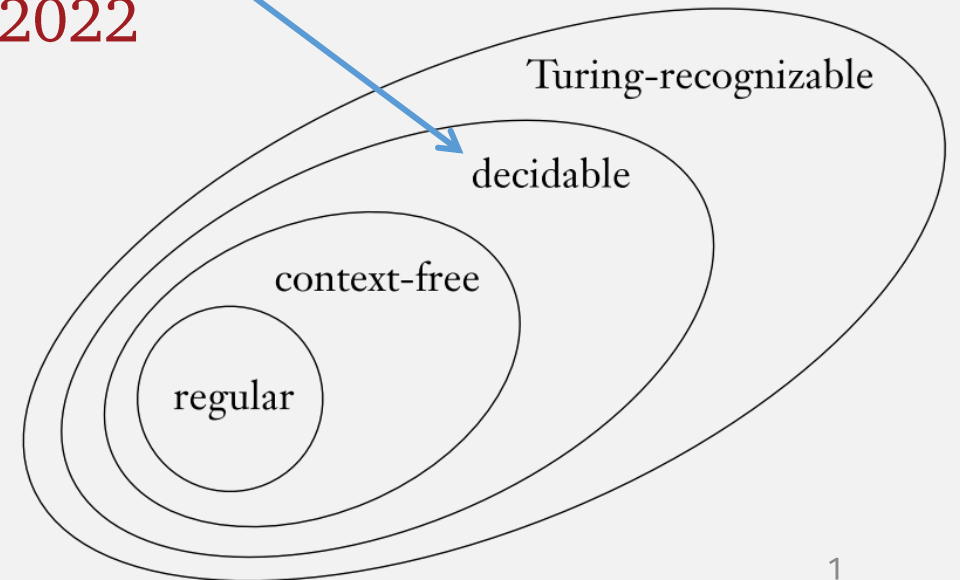 2022
Turing-recognizable
decidable
context-free
regular
1